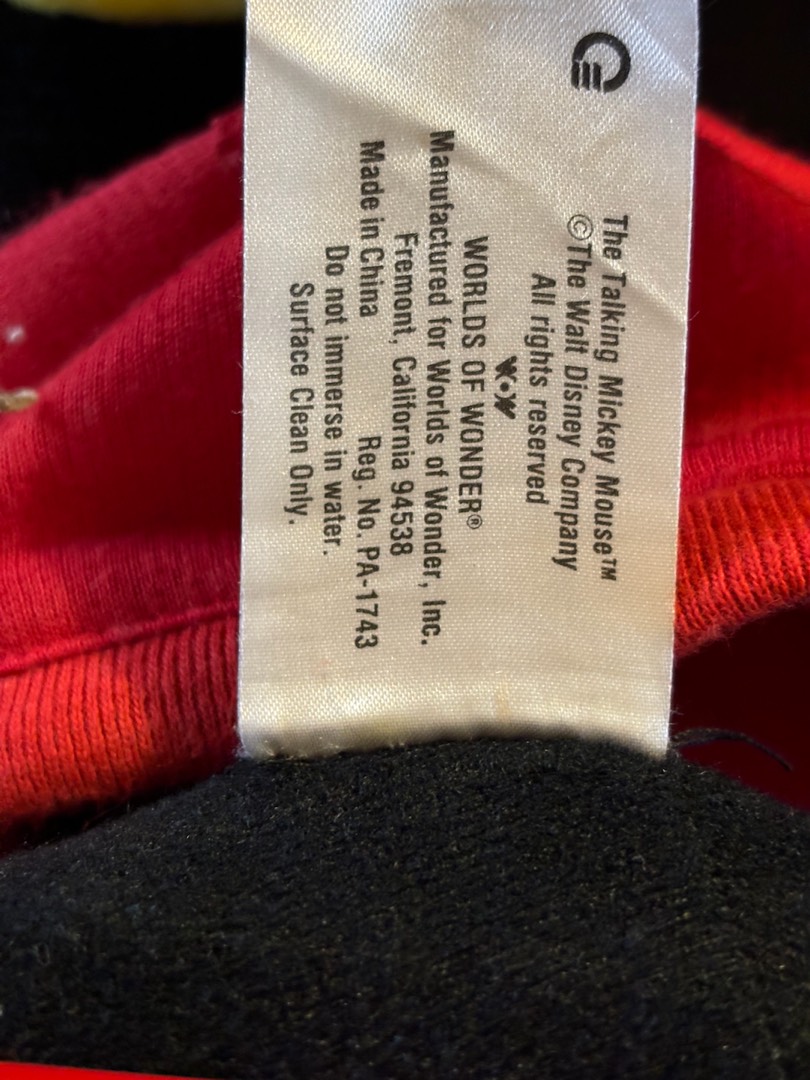 The Talking Mickey Mouse™
©The Walt Disney Company
All rights reserved
W•W
WORLDS OF WONDER®
Manufactured for Worlds of Wonder, Inc.
Fremont, California 94538
Made in China Reg. No. PA-1743
Do not immerse in water.
Surface Clean Only.